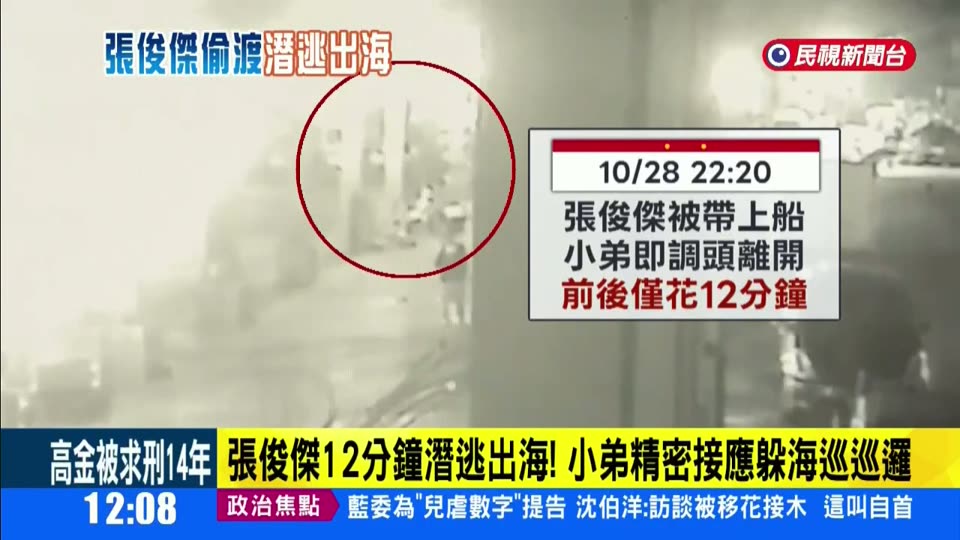 張俊傑偷渡潛逃出海
民視新聞台
10/28 22:20
張俊傑被帶上船
小弟即調頭離開
前後僅花12分鐘
高金被求刑14年
張俊傑12分鐘潛逃出海! 小弟精密接應躲海巡巡邏
12:08
政治焦點
藍委為"兒虐數字"提告 沈伯洋:訪談被移花接木 這叫自首